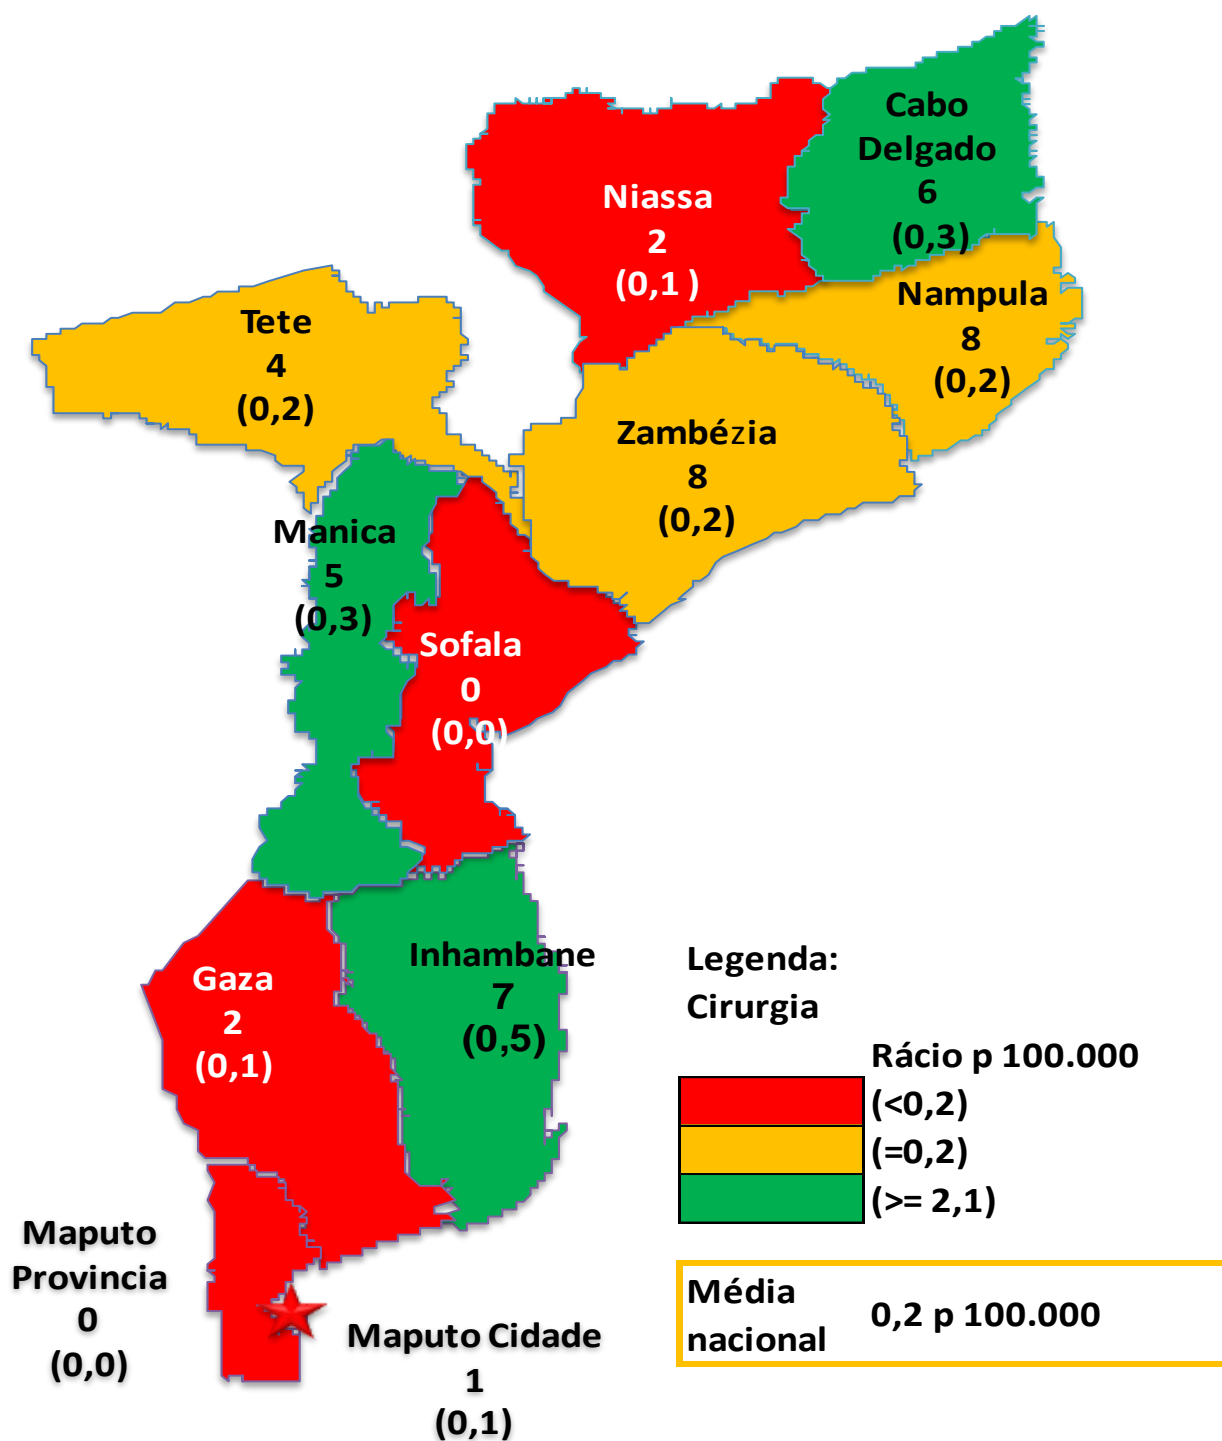 Cabo
Delgado
6
(0,3)
Niassa
2
(0,1 )
Nampula
8
(0,2)
Tete
4
(0,2)
Zambézia
8
(0,2)
Manica
5
(0,3)
Sofala
0
(0,0)
Inhambane
7
(0,5)
Gaza
2
(0,1)
Legenda:
Cirurgia
Rácio p 100.000
(<0,2)
(=0,2)
(>= 2,1)
Maputo
Provincia
0
(0,0)
Maputo Cidade
1
(0,1)
Média
nacional
0,2 p 100.000